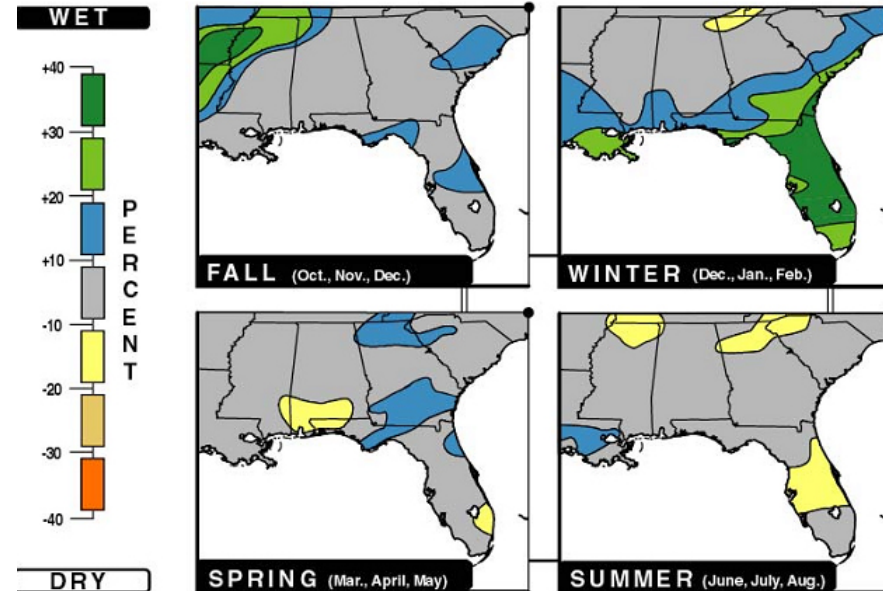 WET
+40
+30
+20
+10
-10
-20
-30
-40
PERCENT
DRY
FALL (Oct., Nov., Dec.)
WINTER (Dec., Jan., Feb.)
SPRING (Mar., April, May)
SUMMER (June, July, Aug.)